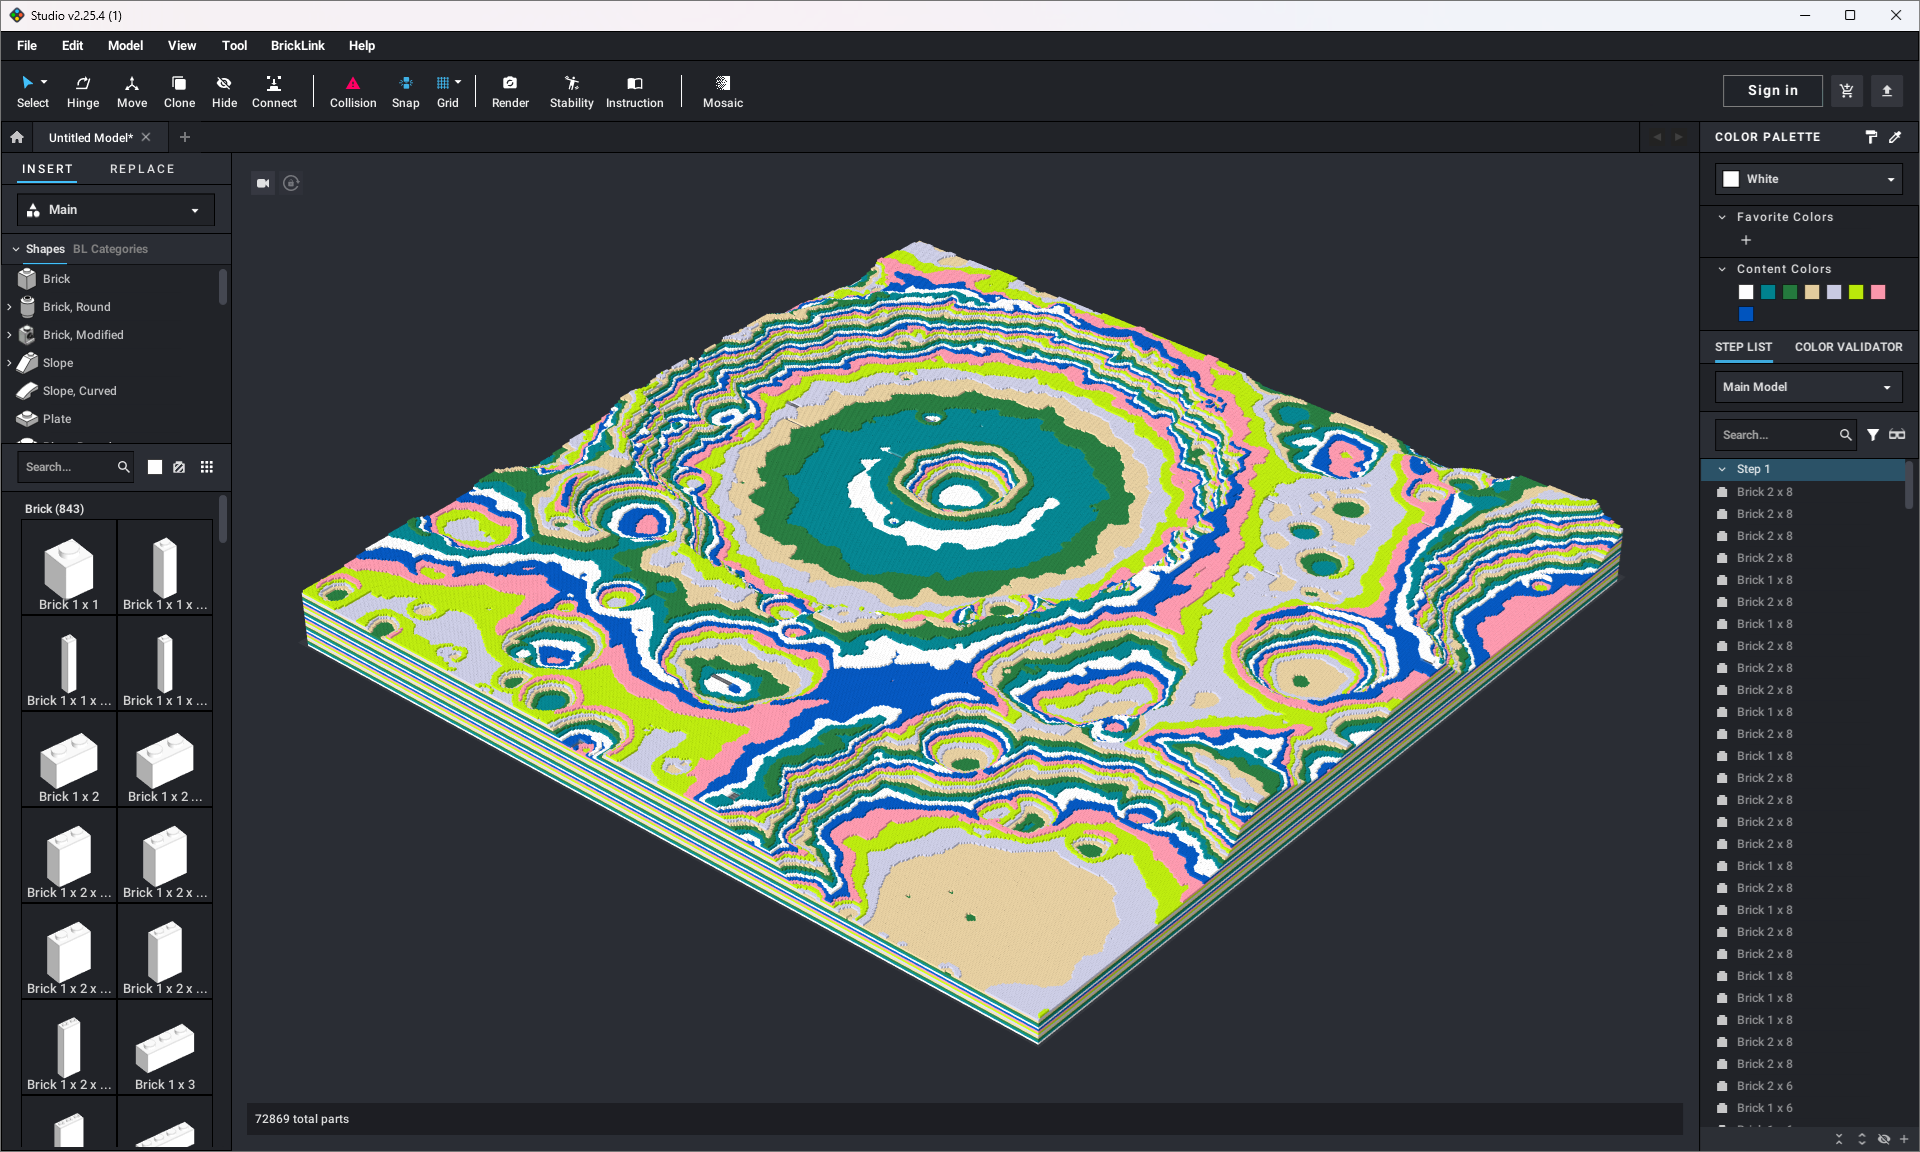 Studio v2.25.4 (1)
File Edit Model View Tool BrickLink Help
Select Hinge Move Clone Hide Connect Collision Snap Grid Render Stability Instruction Mosaic
Sign in
Untitled Model*
INSERT REPLACE
Main
Shapes BL Categories
Brick
Brick, Round
Brick, Modified
Slope
Slope, Curved
Plate
Search...
Brick (843)
Brick 1 x 1 Brick 1 x 1 x ...
Brick 1 x 1 x ... Brick 1 x 1 x ...
Brick 1 x 2 Brick 1 x 2 ...
Brick 1 x 2 x ... Brick 1 x 2 x ...
Brick 1 x 2 x ... Brick 1 x 2 x ...
Brick 1 x 2 x ... Brick 1 x 3
72869 total parts
COLOR PALETTE
White
Favorite Colors
Content Colors
STEP LIST COLOR VALIDATOR
Main Model
Search...
Step 1
Brick 2 x 8
Brick 2 x 8
Brick 2 x 8
Brick 2 x 8
Brick 1 x 8
Brick 2 x 8
Brick 1 x 8
Brick 2 x 8
Brick 2 x 8
Brick 2 x 8
Brick 1 x 8
Brick 2 x 8
Brick 1 x 8
Brick 2 x 8
Brick 2 x 8
Brick 2 x 8
Brick 2 x 8
Brick 1 x 8
Brick 2 x 8
Brick 1 x 8
Brick 2 x 8
Brick 2 x 8
Brick 1 x 8
Brick 1 x 8
Brick 1 x 8
Brick 2 x 8
Brick 2 x 8
Brick 2 x 6
Brick 1 x 6